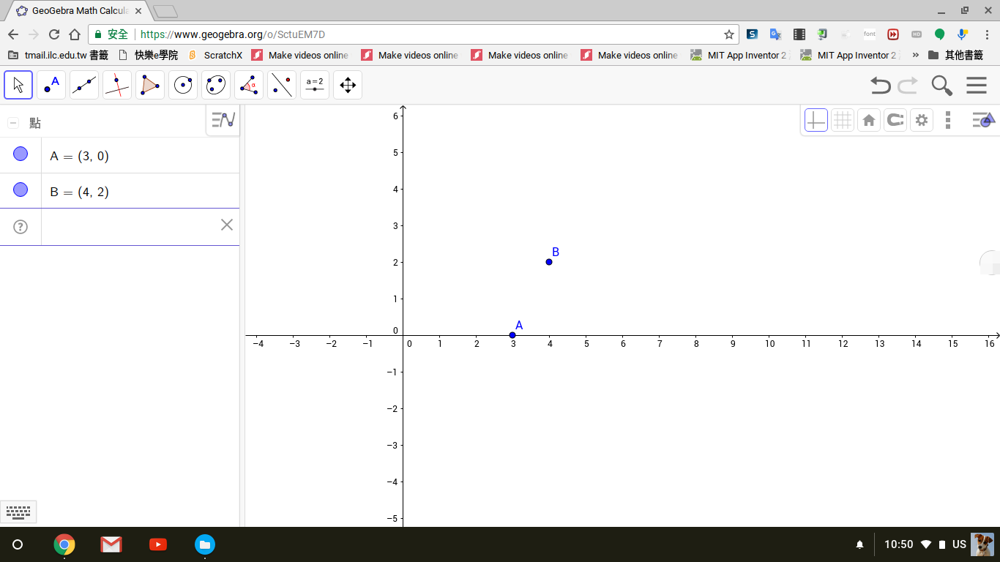 GeoGebra Math Calcula
安全 https://www.geogebra.org/o/SctuEM7D
font HD
tmail.ilc.edu.tw 書籤 快樂e學院 ScratchX Make videos online Make videos online Make videos online Make videos online MIT App Inventor 2 MIT App Inventor 2 » 其他書籤
A α a=2
點
A = (3, 0)
B = (4, 2)
?
6
5
4
3
2
1
0
−1
−2
−3
−4
−5
B
A
−4 −3 −2 −1 0 1 2 3 4 5 6 7 8 9 10 11 12 13 14 15 16
10:50 US